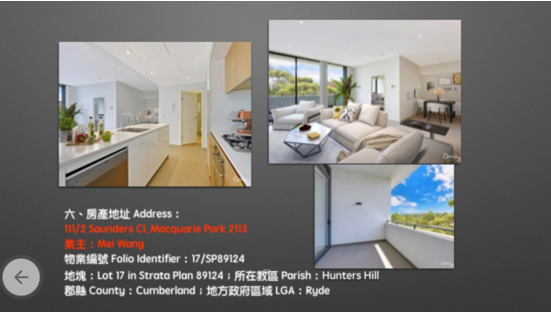 六、房產地址 Address：
111/2 Saunders Cl, Macquarie Park 2113
業主：Mei Wang
物業編號 Folio Identifier：17/SP89124
地塊：Lot 17 in Strata Plan 89124；所在教區 Parish：Hunters Hill
郡縣 County：Cumberland；地方政府區域 LGA：Ryde